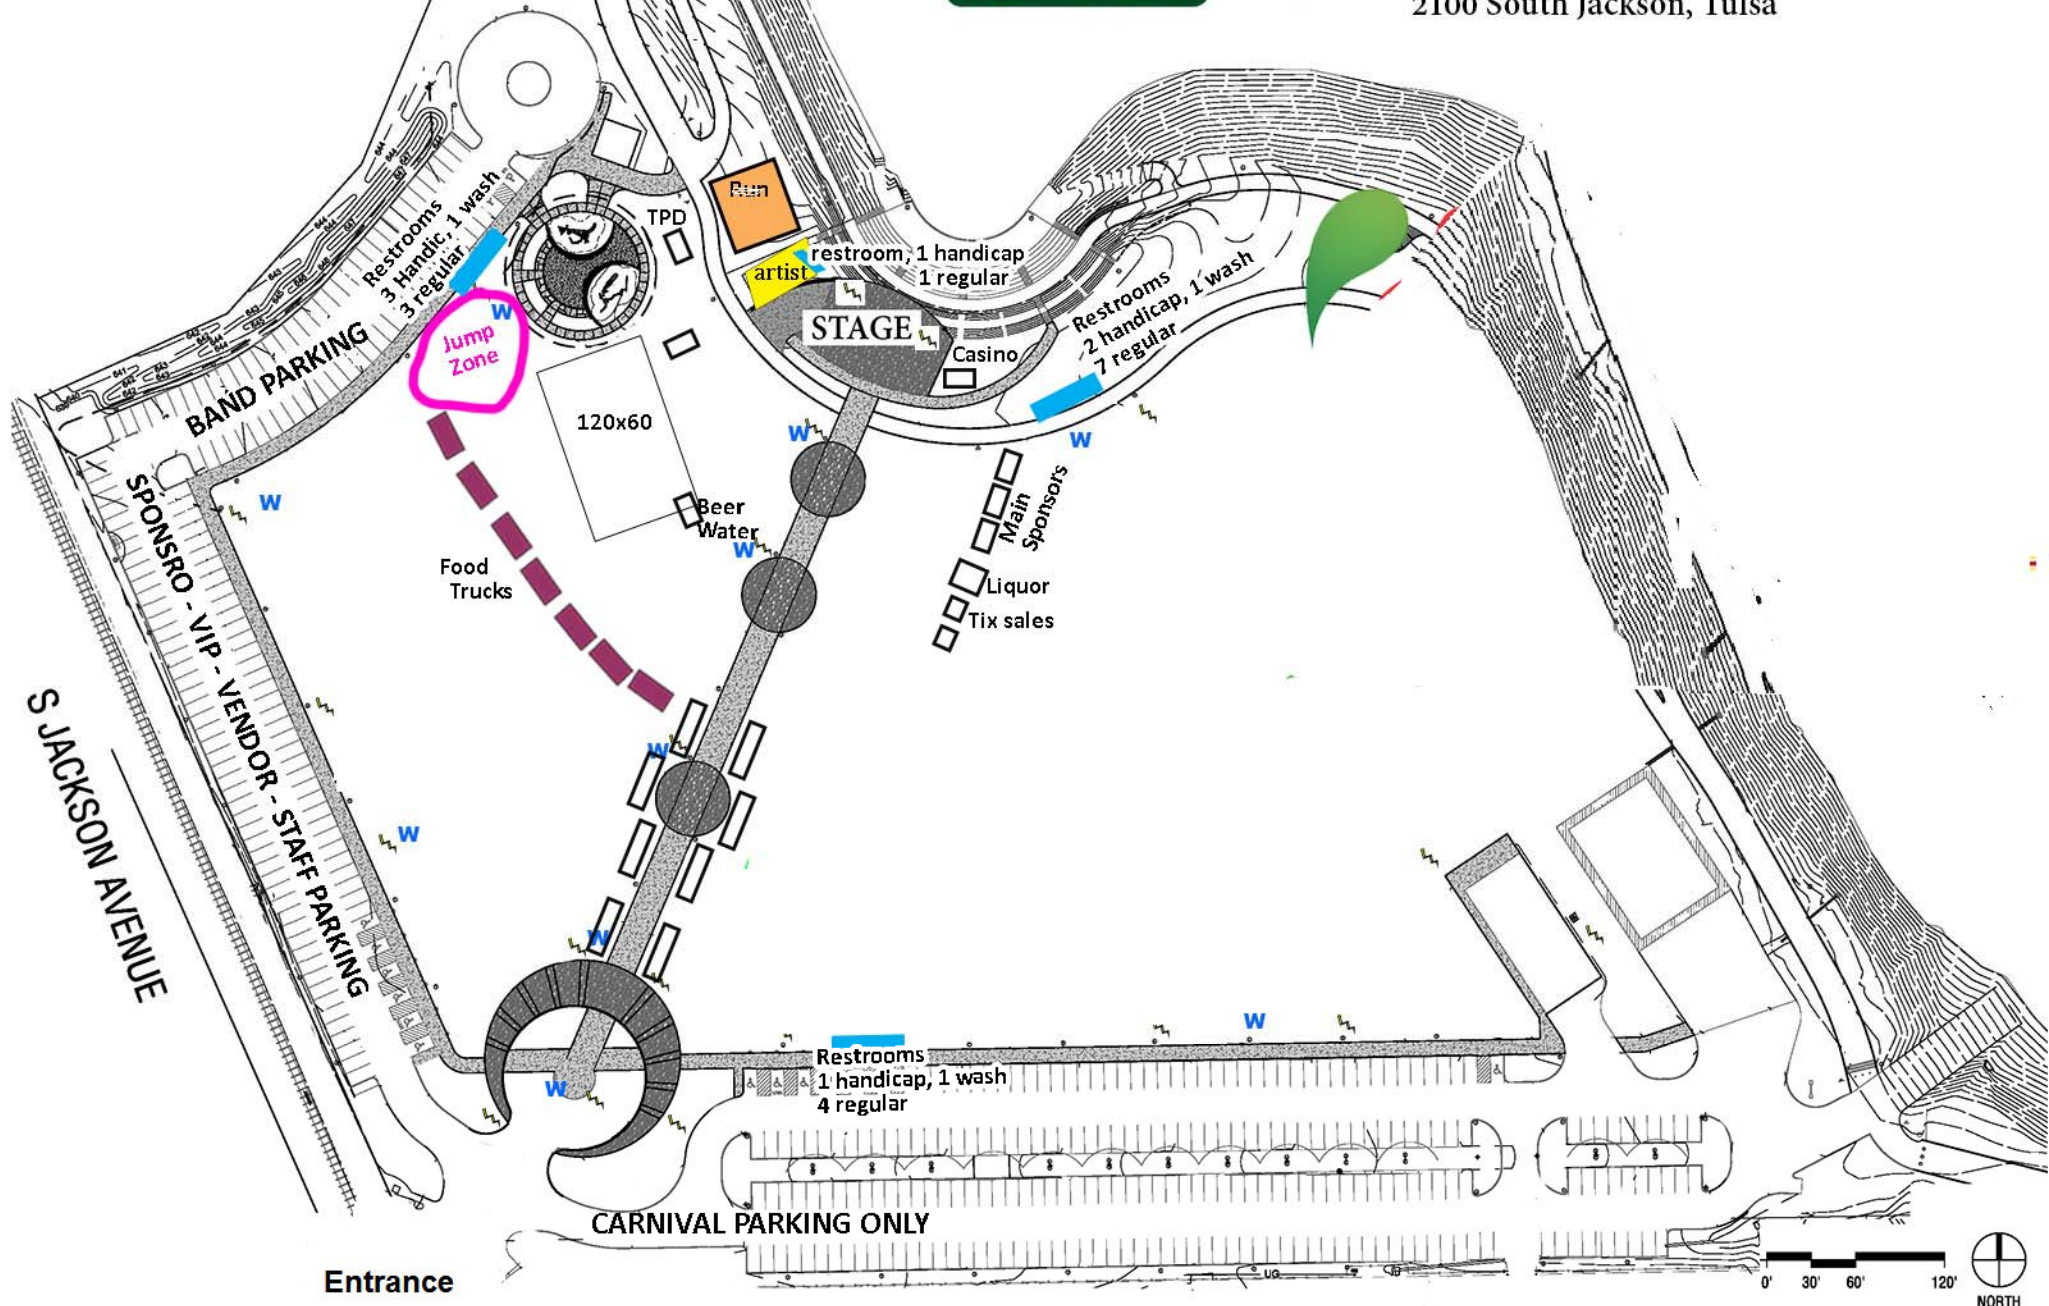 2100 South Jackson, Tulsa
Restrooms
3 Handic, 1 wash
3 regular
TPD
Run
artist
restroom, 1 handicap
1 regular
STAGE
Casino
Restrooms
2 handicap, 1 wash
7 regular
Jump
Zone
W
BAND PARKING
120x60
W
W
Main
Sponsors
Beer
Water
W
W
SPONSRO - VIP - VENDOR - STAFF PARKING
Food
Trucks
Liquor
Tix sales
S JACKSON AVENUE
W
W
W
W
W
Restrooms
1 handicap, 1 wash
4 regular
CARNIVAL PARKING ONLY
Entrance
UG
0' 30' 60' 120'
NORTH